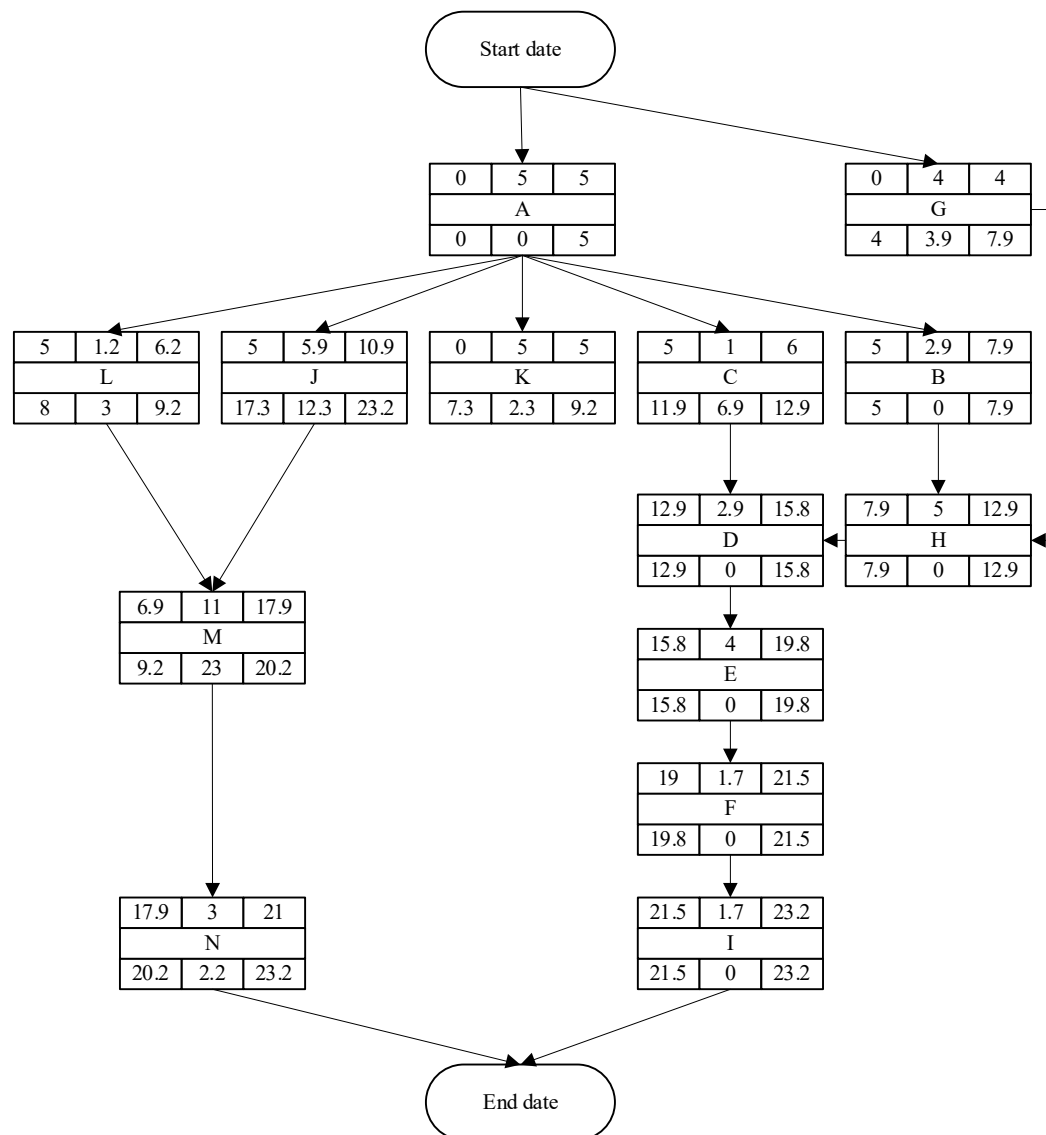 Start date
0 5 5
A
0 0 5
0 4 4
G
4 3.9 7.9
5 1.2 6.2
L
8 3 9.2
5 5.9 10.9
J
17.3 12.3 23.2
0 5 5
K
7.3 2.3 9.2
5 1 6
C
11.9 6.9 12.9
5 2.9 7.9
B
5 0 7.9
12.9 2.9 15.8
D
12.9 0 15.8
7.9 5 12.9
H
7.9 0 12.9
6.9 11 17.9
M
9.2 23 20.2
15.8 4 19.8
E
15.8 0 19.8
19 1.7 21.5
F
19.8 0 21.5
17.9 3 21
N
20.2 2.2 23.2
21.5 1.7 23.2
I
21.5 0 23.2
End date